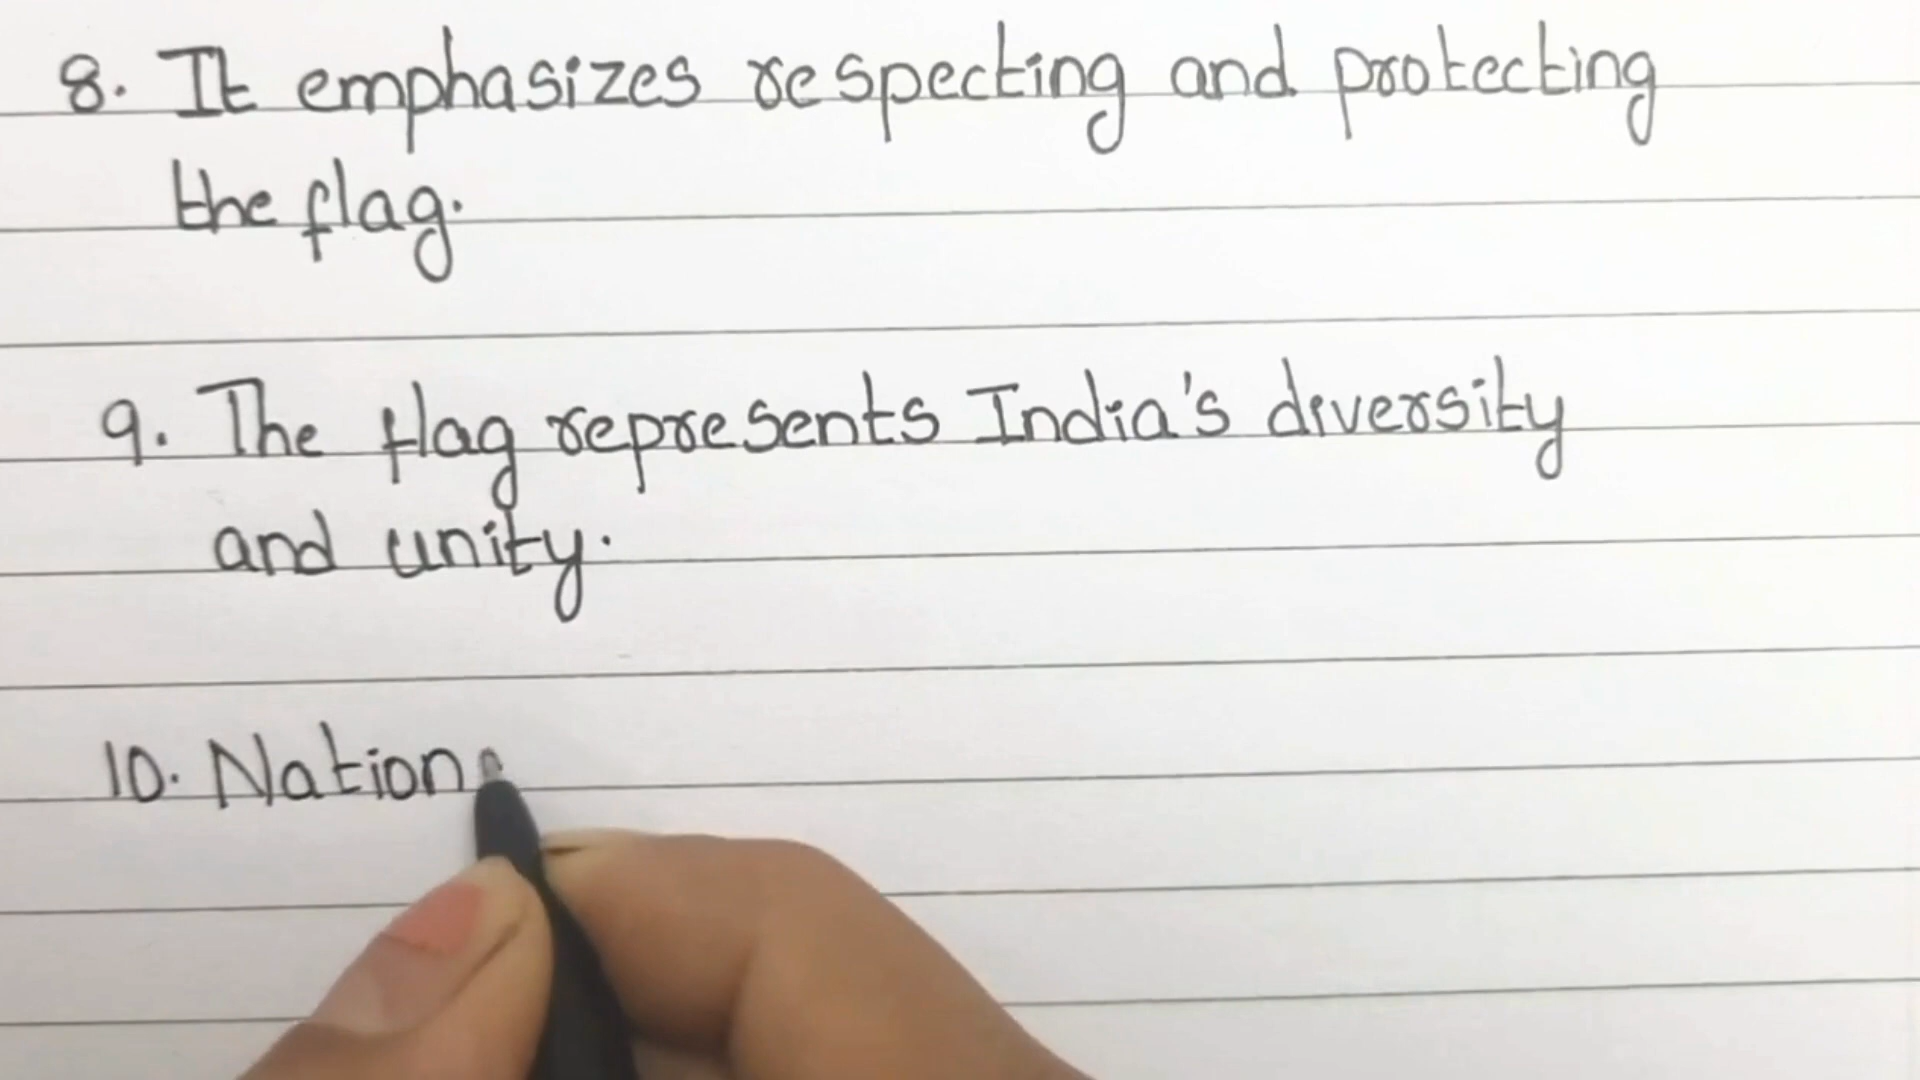 8. It emphasizes respecting and protecting
the flag.
9. The flag represents India's diversity
and unity.
10. Nation